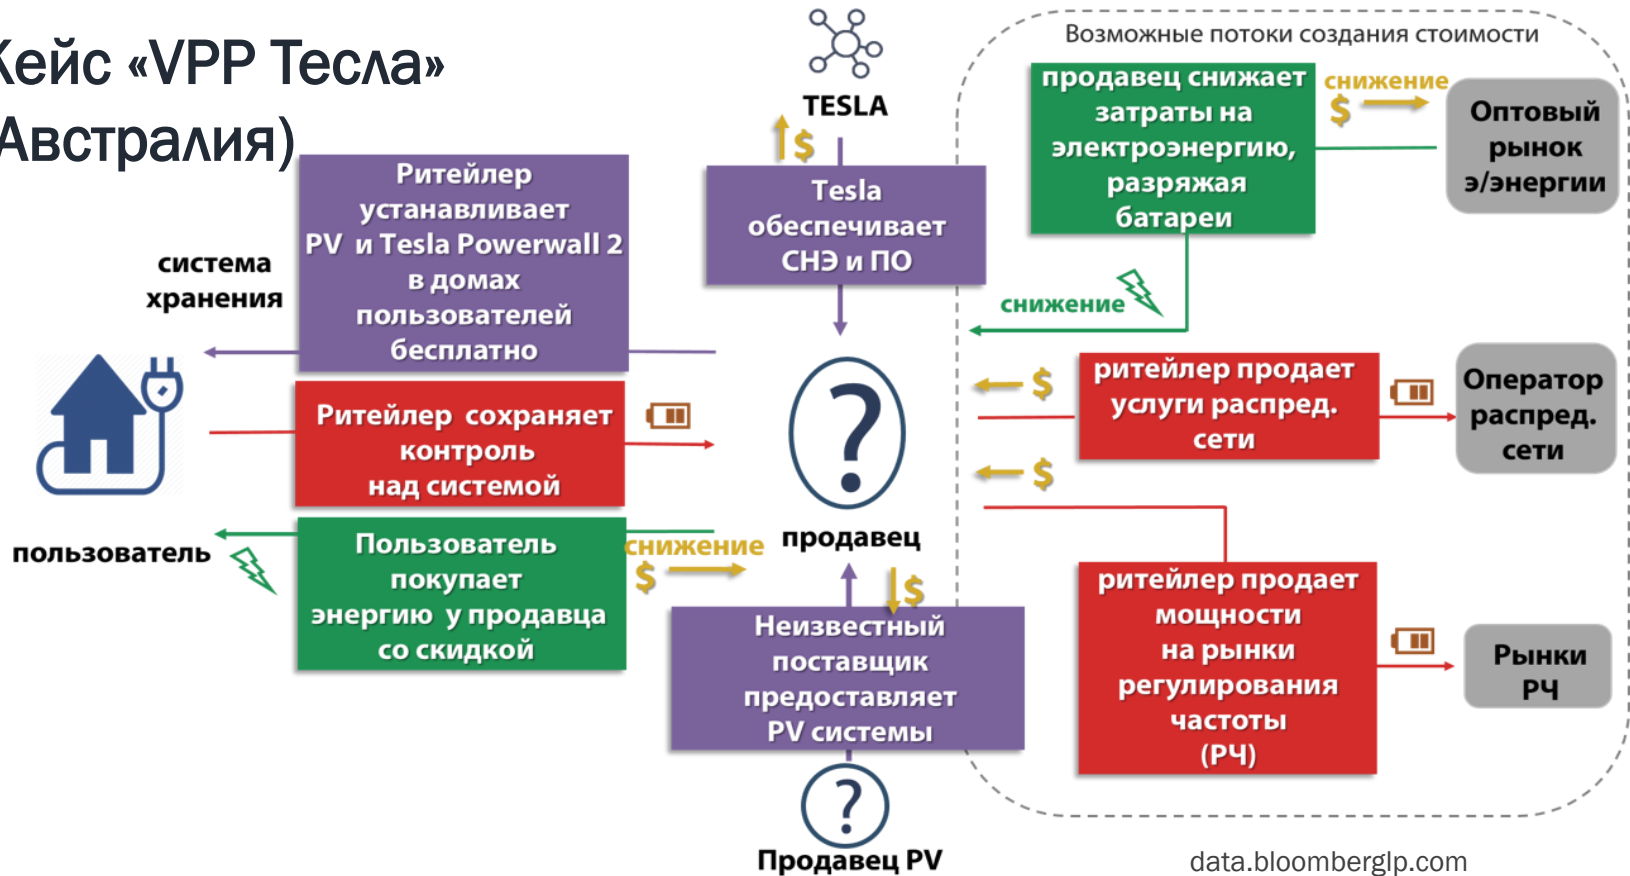 Кейс «VPP Тесла»
Австралия)
TESLA
$
Tesla
обеспечивает
СНЭ и ПО
Ритейлер
устанавливает
PV и Tesla Powerwall 2
в домах
пользователей
бесплатно
система
хранения
Ритейлер сохраняет
контроль
над системой
Пользователь
покупает
энергию у продавца
со скидкой
пользователь
снижение
$
продавец
$
Неизвестный
поставщик
предоставляет
PV системы
?
?
Продавец PV
Возможные потоки создания стоимости
продавец снижает
затраты на
электроэнергию,
разряжая
батареи
снижение
$
Оптовый
рынок
э/энергии
снижение
$
ритейлер продает
услуги распред.
сети
Оператор
распред.
сети
$
ритейлер продает
мощности
на рынки
регулирования
частоты
(РЧ)
Рынки
РЧ
data.bloomberglp.com